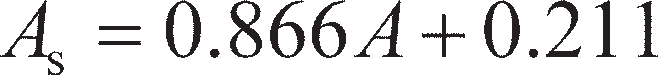 A_s = 0.866A + 0.211